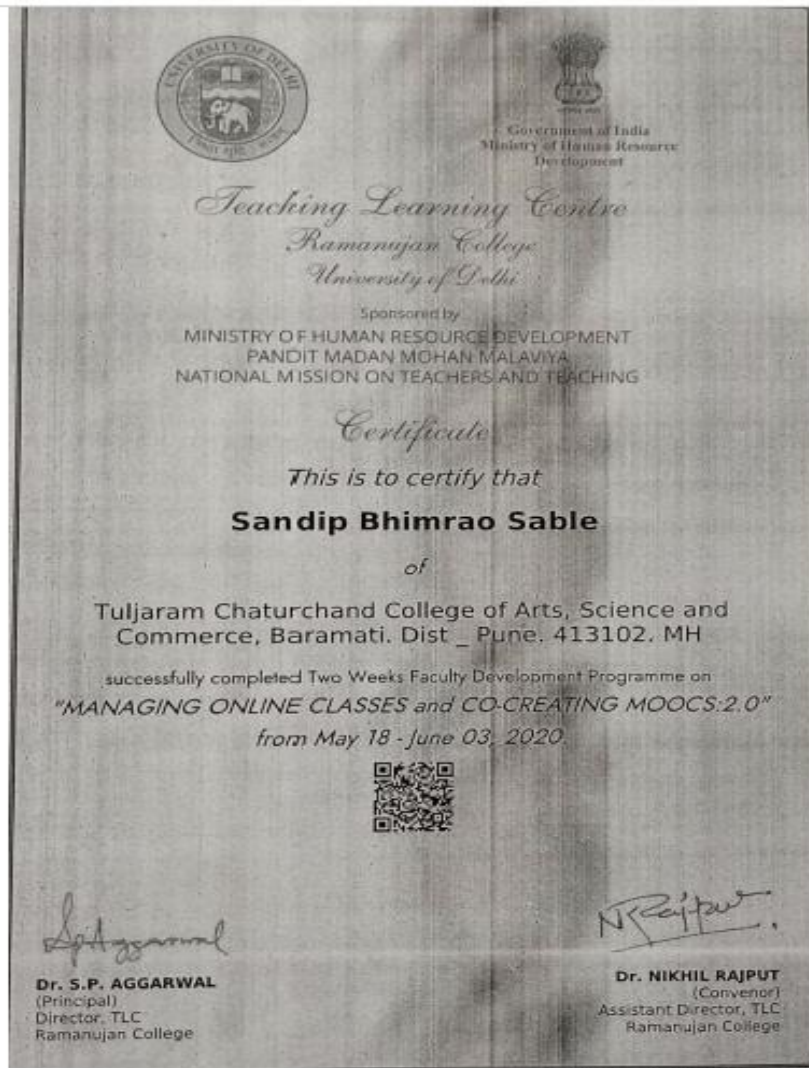 UNIVERSITY OF DELHI
Government of India
Ministry of Human Resource
Development
Teaching Learning Centre
Ramanujan College
University of Delhi
Sponsored by
MINISTRY OF HUMAN RESOURCE DEVELOPMENT
PANDIT MADAN MOHAN MALAVIYA
NATIONAL MISSION ON TEACHERS AND TEACHING
Certificate
This is to certify that
Sandip Bhimrao Sable
of
Tuljaram Chaturchand College of Arts, Science and
Commerce, Baramati. Dist _ Pune. 413102. MH
successfully completed Two Weeks Faculty Development Programme on
"MANAGING ONLINE CLASSES and CO-CREATING MOOCS:2.0"
from May 18 - June 03, 2020.
SpAggarwal
NKRajput
Dr. S.P. AGGARWAL
(Principal)
Director, TLC
Ramanujan College
Dr. NIKHIL RAJPUT
(Convenor)
Assistant Director, TLC
Ramanujan College